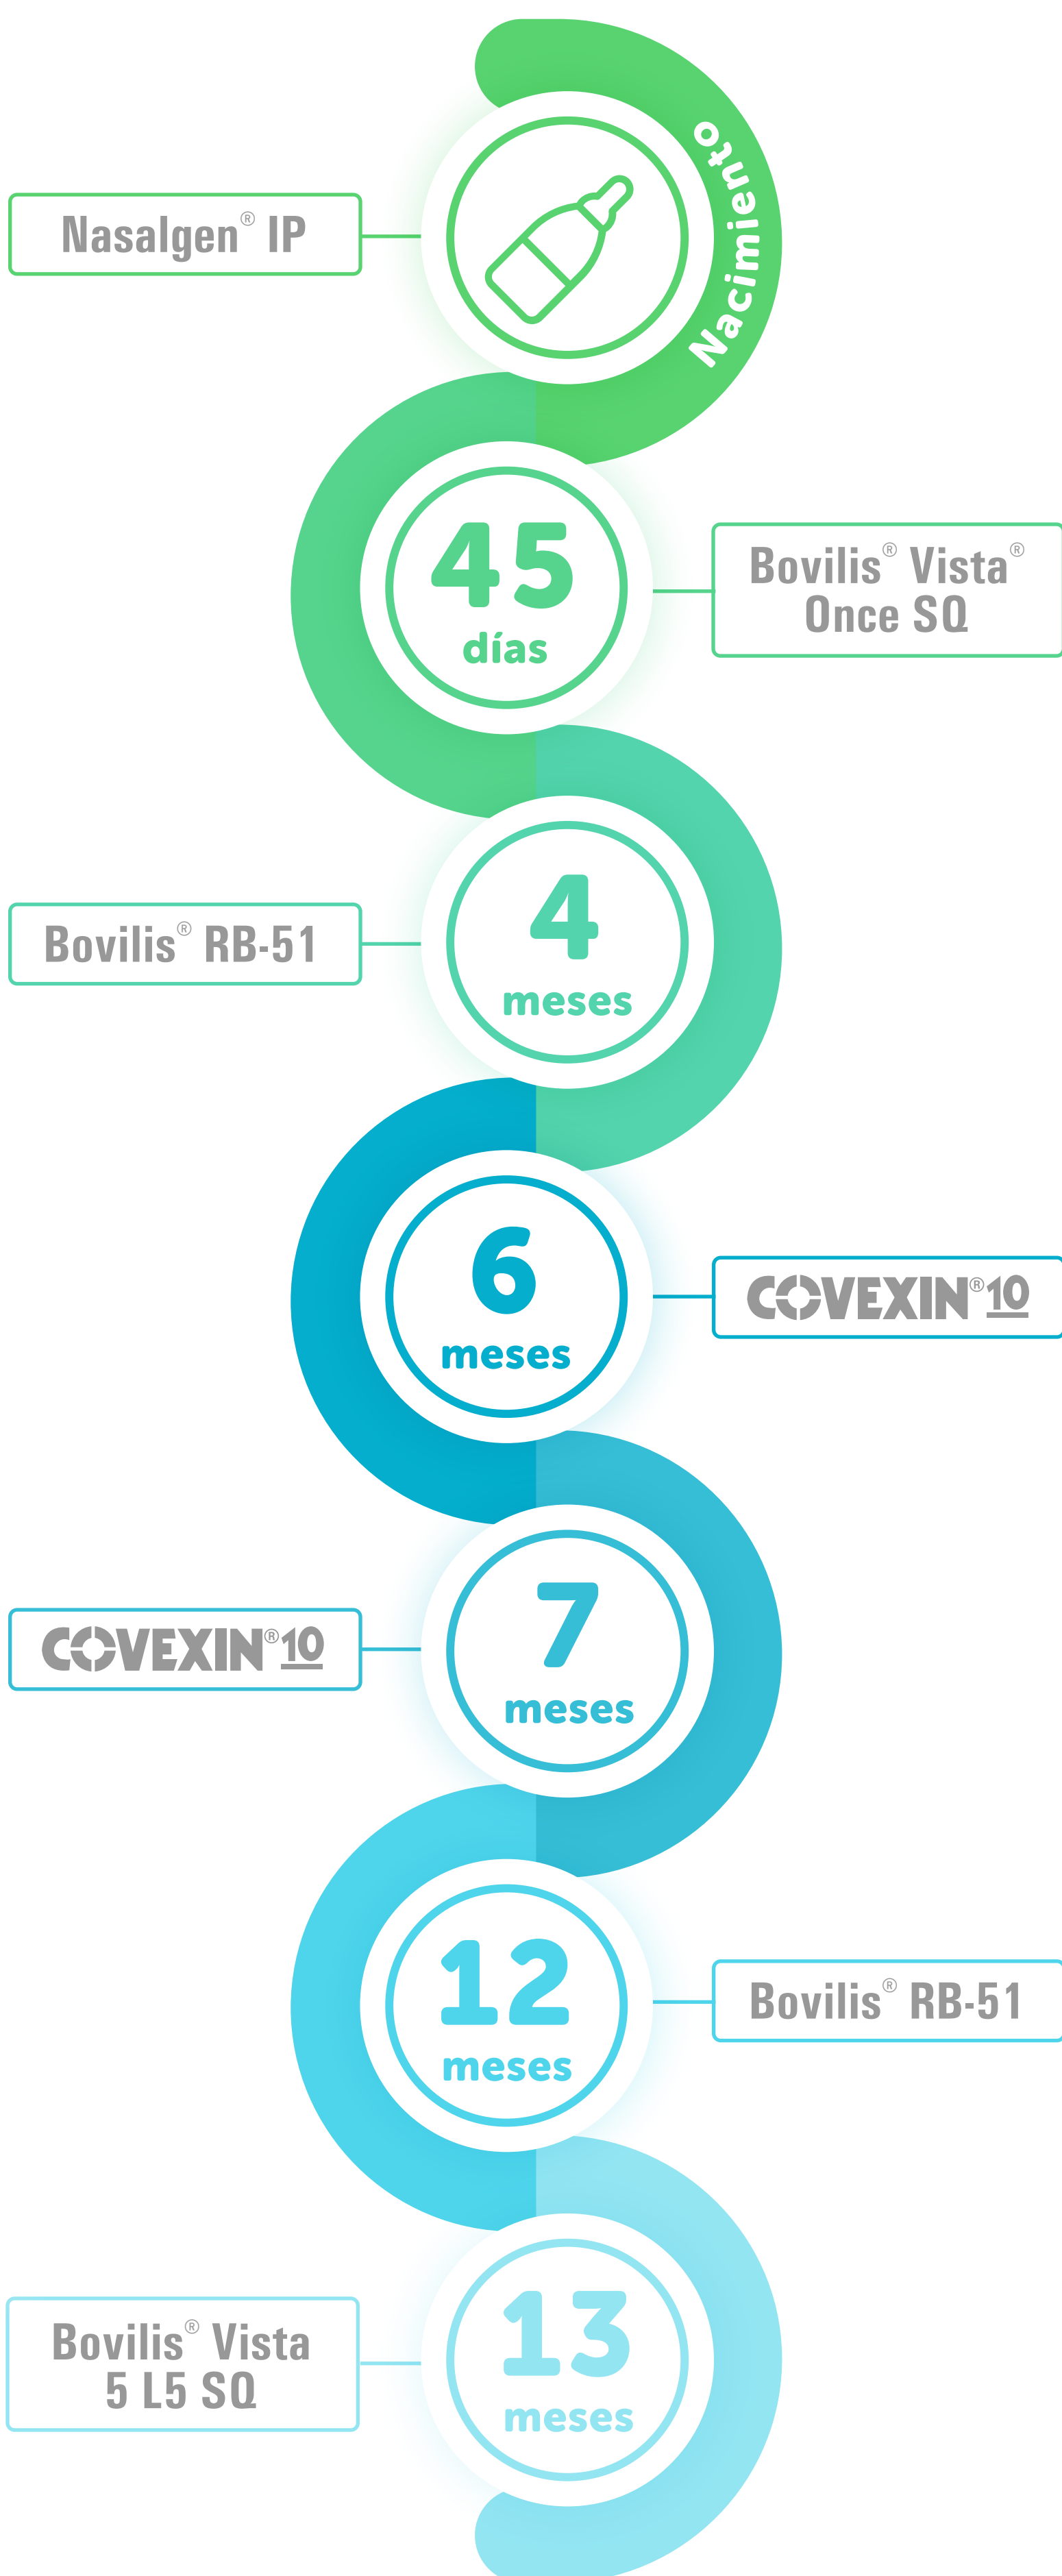 Nacimiento
Nasalgen® IP
45
días
Bovilis® Vista®
Once SQ
4
meses
Bovilis® RB-51
6
meses
COVEXIN®10
7
meses
COVEXIN®10
12
meses
Bovilis® RB-51
13
meses
Bovilis® Vista
5 L5 SQ